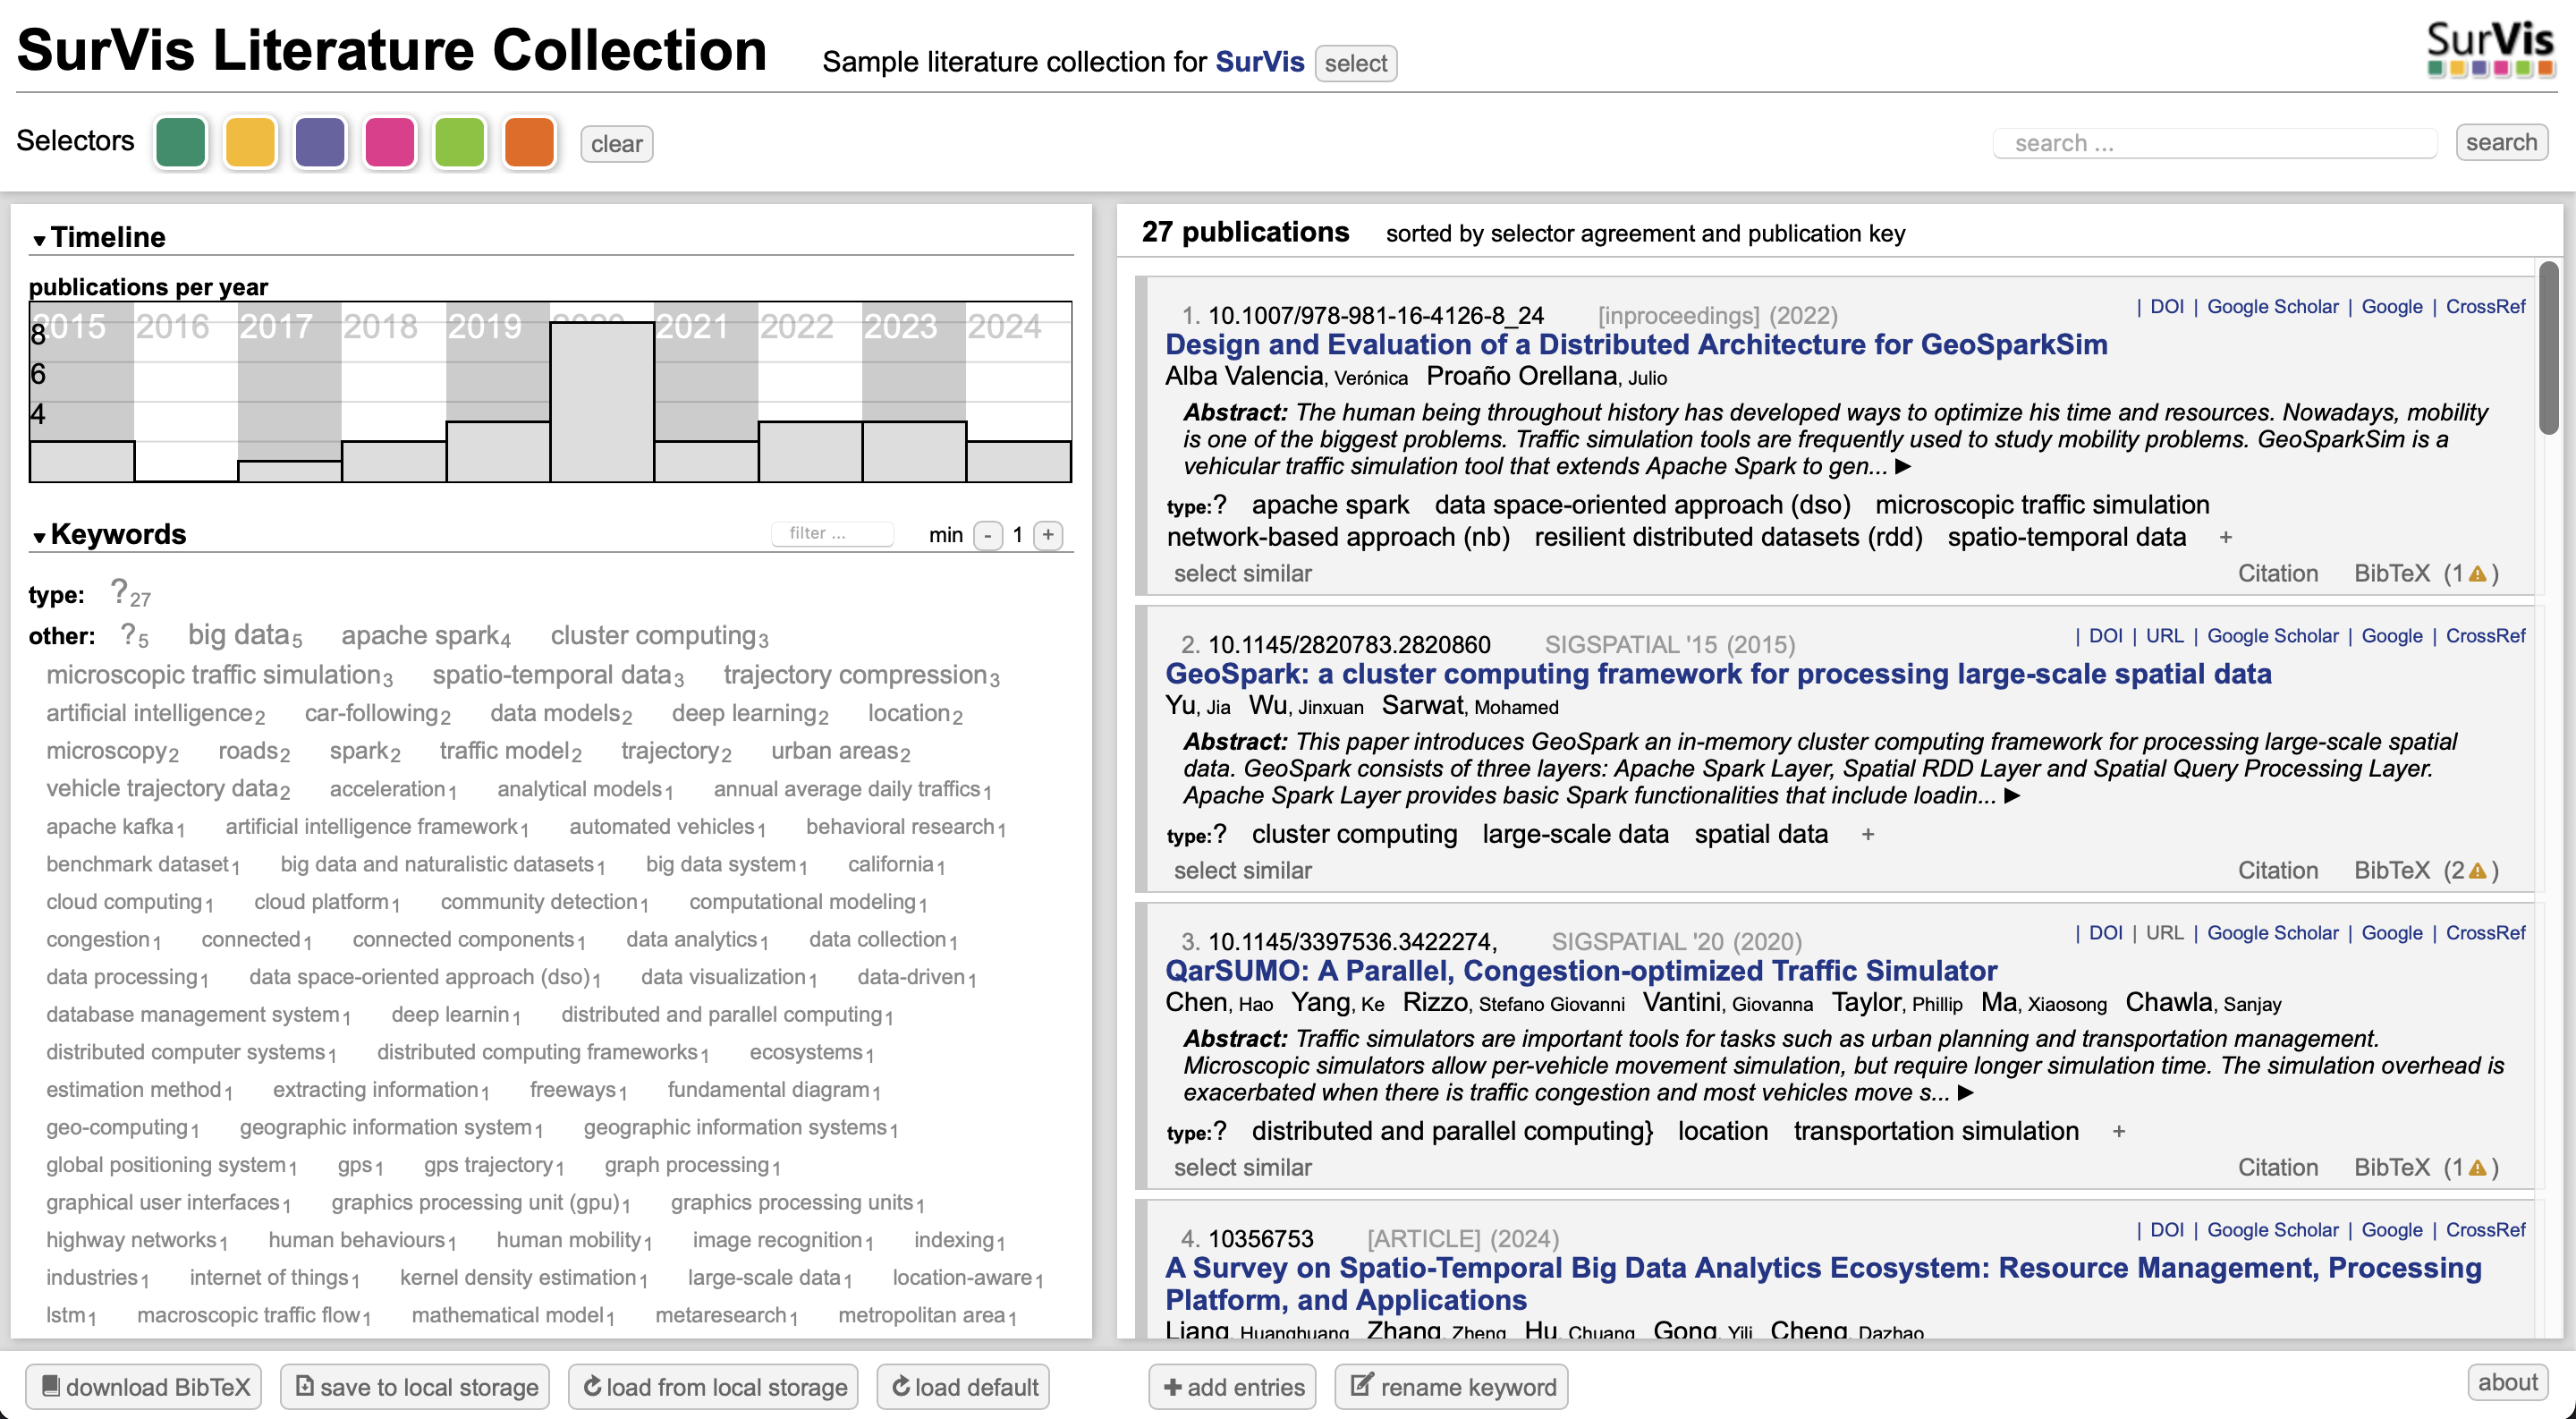 SurVis Literature Collection Sample literature collection for SurVis select
SurVis
Selectors clear search ... search
▾ Timeline
publications per year
2015 2016 2017 2018 2019 2020 2021 2022 2023 2024
8
6
4
▾ Keywords filter ... min - 1 +
type: ?27
other: ?5 big data5 apache spark4 cluster computing3
microscopic traffic simulation3 spatio-temporal data3 trajectory compression3
artificial intelligence2 car-following2 data models2 deep learning2 location2
microscopy2 roads2 spark2 traffic model2 trajectory2 urban areas2
vehicle trajectory data2 acceleration1 analytical models1 annual average daily traffics1
apache kafka1 artificial intelligence framework1 automated vehicles1 behavioral research1
benchmark dataset1 big data and naturalistic datasets1 big data system1 california1
cloud computing1 cloud platform1 community detection1 computational modeling1
congestion1 connected1 connected components1 data analytics1 data collection1
data processing1 data space-oriented approach (dso)1 data visualization1 data-driven1
database management system1 deep learnin1 distributed and parallel computing1
distributed computer systems1 distributed computing frameworks1 ecosystems1
estimation method1 extracting information1 freeways1 fundamental diagram1
geo-computing1 geographic information system1 geographic information systems1
global positioning system1 gps1 gps trajectory1 graph processing1
graphical user interfaces1 graphics processing unit (gpu)1 graphics processing units1
highway networks1 human behaviours1 human mobility1 image recognition1 indexing1
industries1 internet of things1 kernel density estimation1 large-scale data1 location-aware1
lstm1 macroscopic traffic flow1 mathematical model1 metaresearch1 metropolitan area1
27 publications sorted by selector agreement and publication key
1. 10.1007/978-981-16-4126-8_24 [inproceedings] (2022) | DOI | Google Scholar | Google | CrossRef
Design and Evaluation of a Distributed Architecture for GeoSparkSim
Alba Valencia, Verónica Proaño Orellana, Julio
Abstract: The human being throughout history has developed ways to optimize his time and resources. Nowadays, mobility
is one of the biggest problems. Traffic simulation tools are frequently used to study mobility problems. GeoSparkSim is a
vehicular traffic simulation tool that extends Apache Spark to gen... ▶
type:? apache spark data space-oriented approach (dso) microscopic traffic simulation
network-based approach (nb) resilient distributed datasets (rdd) spatio-temporal data +
select similar Citation BibTeX (1⚠)
2. 10.1145/2820783.2820860 SIGSPATIAL '15 (2015) | DOI | URL | Google Scholar | Google | CrossRef
GeoSpark: a cluster computing framework for processing large-scale spatial data
Yu, Jia Wu, Jinxuan Sarwat, Mohamed
Abstract: This paper introduces GeoSpark an in-memory cluster computing framework for processing large-scale spatial
data. GeoSpark consists of three layers: Apache Spark Layer, Spatial RDD Layer and Spatial Query Processing Layer.
Apache Spark Layer provides basic Spark functionalities that include loadin... ▶
type:? cluster computing large-scale data spatial data +
select similar Citation BibTeX (2⚠)
3. 10.1145/3397536.3422274, SIGSPATIAL '20 (2020) | DOI | URL | Google Scholar | Google | CrossRef
QarSUMO: A Parallel, Congestion-optimized Traffic Simulator
Chen, Hao Yang, Ke Rizzo, Stefano Giovanni Vantini, Giovanna Taylor, Phillip Ma, Xiaosong Chawla, Sanjay
Abstract: Traffic simulators are important tools for tasks such as urban planning and transportation management.
Microscopic simulators allow per-vehicle movement simulation, but require longer simulation time. The simulation overhead is
exacerbated when there is traffic congestion and most vehicles move s... ▶
type:? distributed and parallel computing} location transportation simulation +
select similar Citation BibTeX (1⚠)
4. 10356753 [ARTICLE] (2024) | DOI | Google Scholar | Google | CrossRef
A Survey on Spatio-Temporal Big Data Analytics Ecosystem: Resource Management, Processing
Platform, and Applications
Liang, Huanghuang Zhang, Zheng Hu, Chuang Gong, Yili Cheng, Dazhao
download BibTeX save to local storage load from local storage load default + add entries rename keyword about